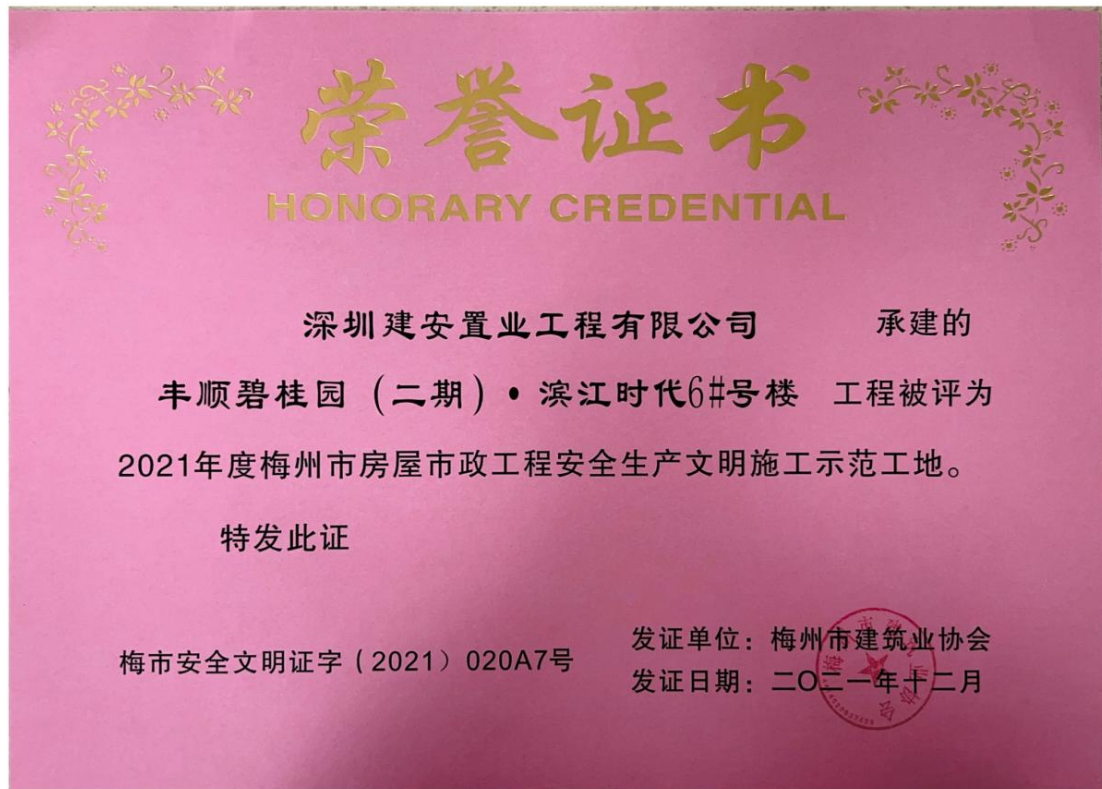 荣誉证书
HONORARY CREDENTIAL
深圳建安置业工程有限公司 承建的
丰顺碧桂园（二期）·滨江时代6#号楼 工程被评为
2021年度梅州市房屋市政工程安全生产文明施工示范工地。
特发此证
梅市安全文明证字（2021）020A7号
发证单位：梅州市建筑业协会
发证日期：二〇二一年十二月